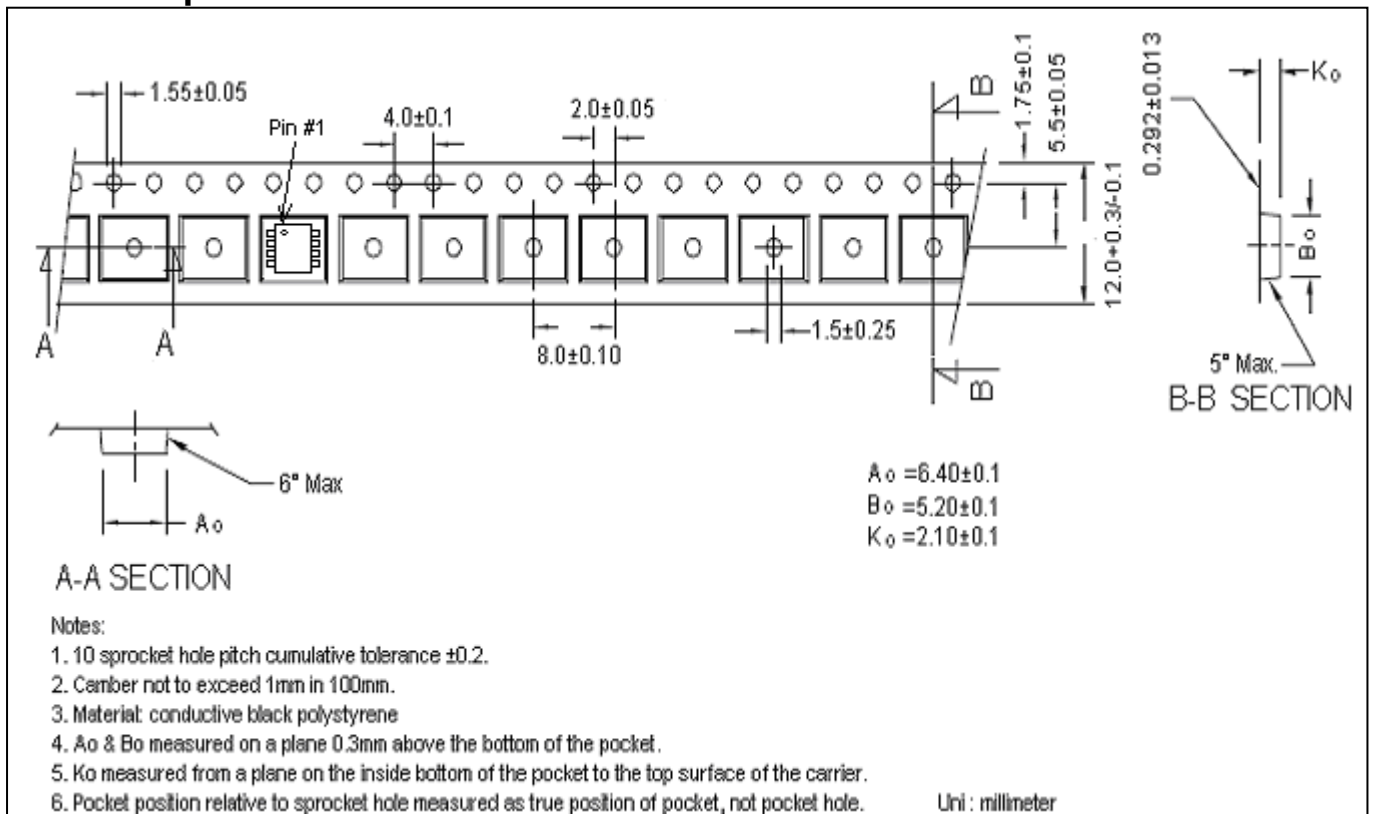 1.55±0.05
Pin #1
4.0±0.1
2.0±0.05
B
1.75±0.1
5.5±0.05
0.292±0.013
Ko
12.0+0.3/-0.1
Bo
A
A
8.0±0.10
1.5±0.25
B
5° Max.
B-B SECTION
6° Max
Ao
Ao =6.40±0.1
Bo =5.20±0.1
Ko =2.10±0.1
A-A SECTION
Notes:
1. 10 sprocket hole pitch cumulative tolerance ±0.2.
2. Camber not to exceed 1mm in 100mm.
3. Material: conductive black polystyrene
4. Ao & Bo measured on a plane 0.3mm above the bottom of the pocket.
5. Ko measured from a plane on the inside bottom of the pocket to the top surface of the carrier.
6. Pocket position relative to sprocket hole measured as true position of pocket, not pocket hole.
Uni : millimeter